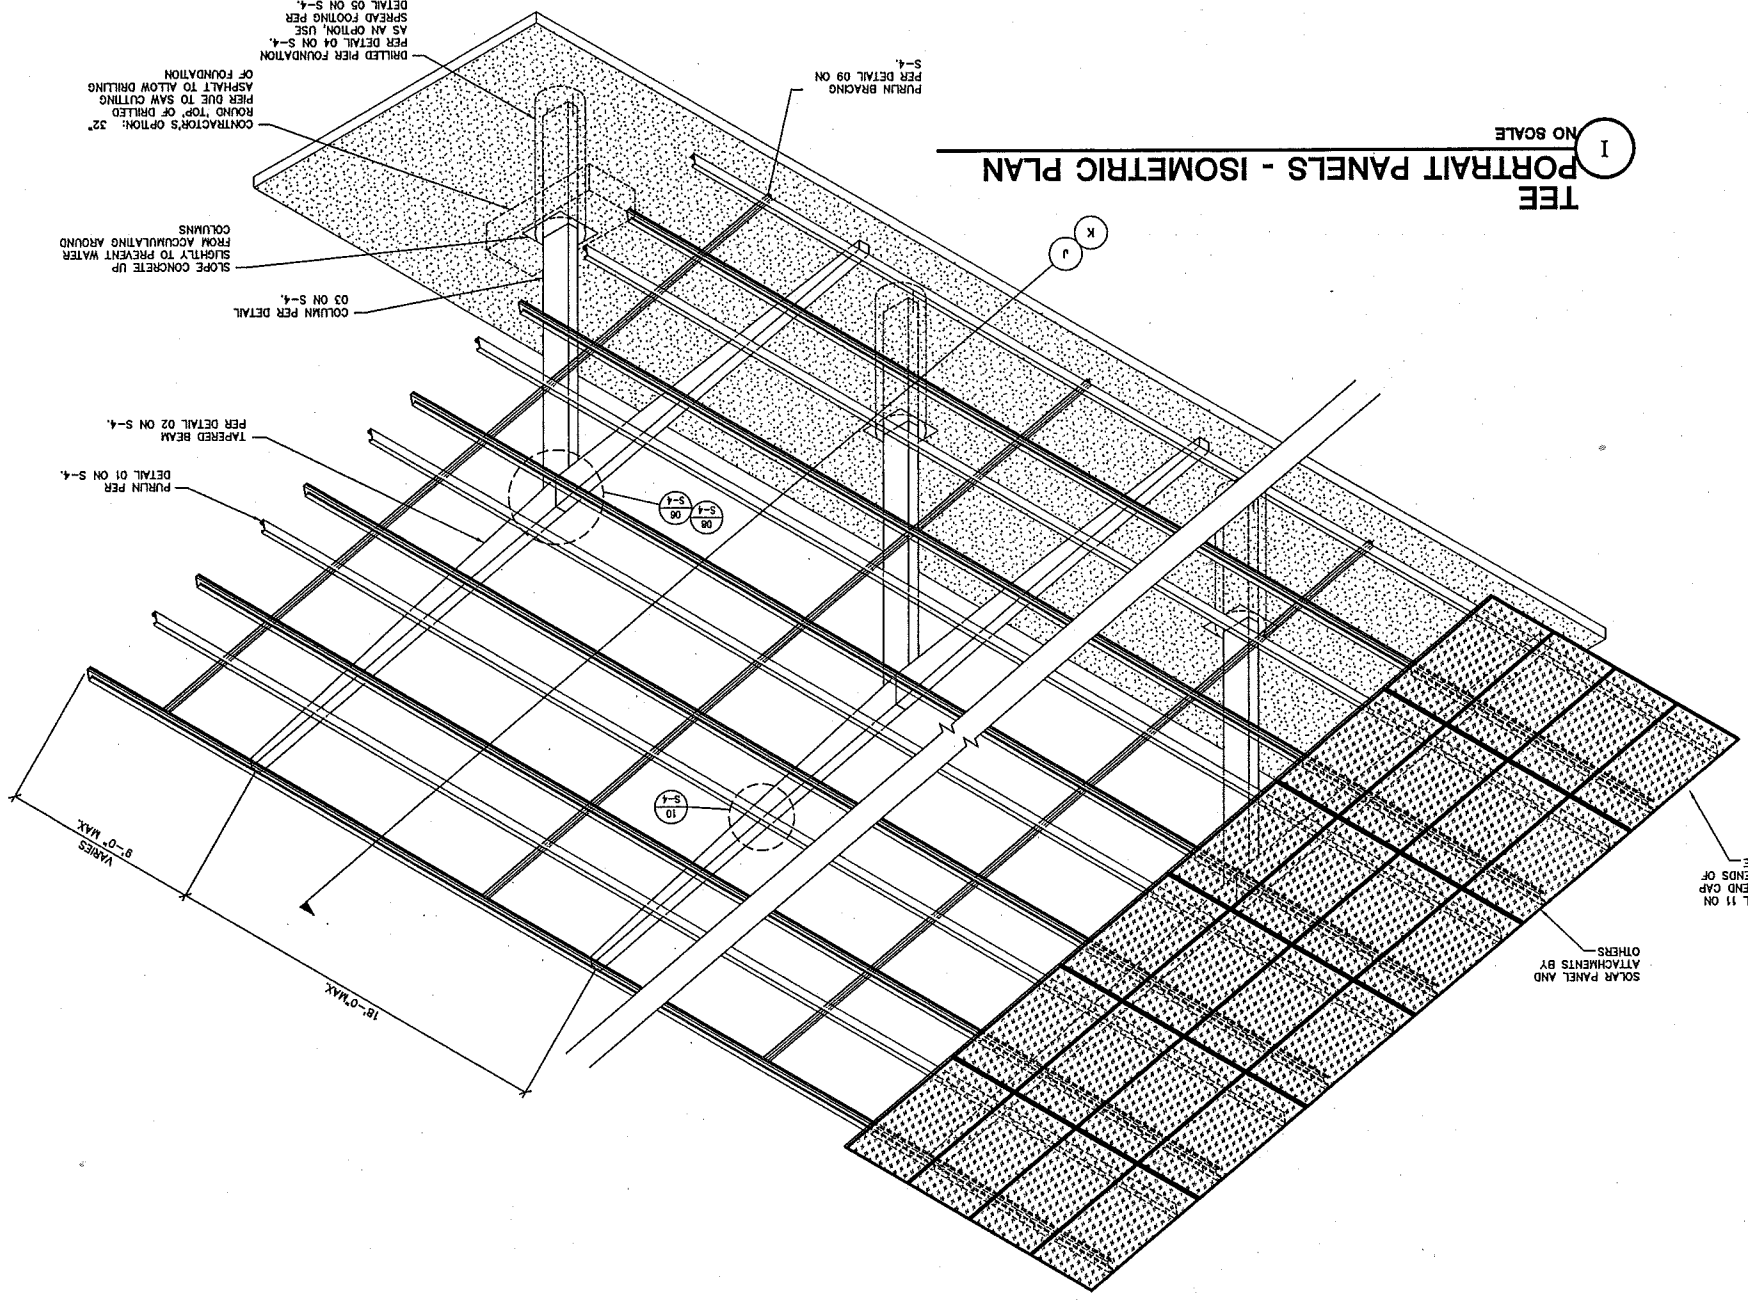 SOLAR PANEL AND
ATTACHMENTS BY
OTHERS
L 11 ON
END CAP
ENDS OF
18'-0"MAX.
VARIES
9'-0" MAX.
10
S-4
08
S-4
06
S-4
PURLIN PER
DETAIL 01 ON S-4.
TAPERED BEAM
PER DETAIL 02 ON S-4.
COLUMN PER DETAIL
03 ON S-4.
SLOPE CONCRETE UP
SLIGHTLY TO PREVENT WATER
FROM ACCUMULATING AROUND
COLUMNS
CONTRACTOR'S OPTION: 32"
ROUND 'TOP' OF DRILLED
PIER DUE TO SAW CUTTING
ASPHALT TO ALLOW DRILLING
OF FOUNDATION
DRILLED PIER FOUNDATION
PER DETAIL 04 ON S-4.
AS AN OPTION, USE
SPREAD FOOTING PER
DETAIL 05 ON S-4.
PURLIN BRACING
PER DETAIL 09 ON
S-4.
J
K
TEE
PORTRAIT PANELS - ISOMETRIC PLAN
I
NO SCALE